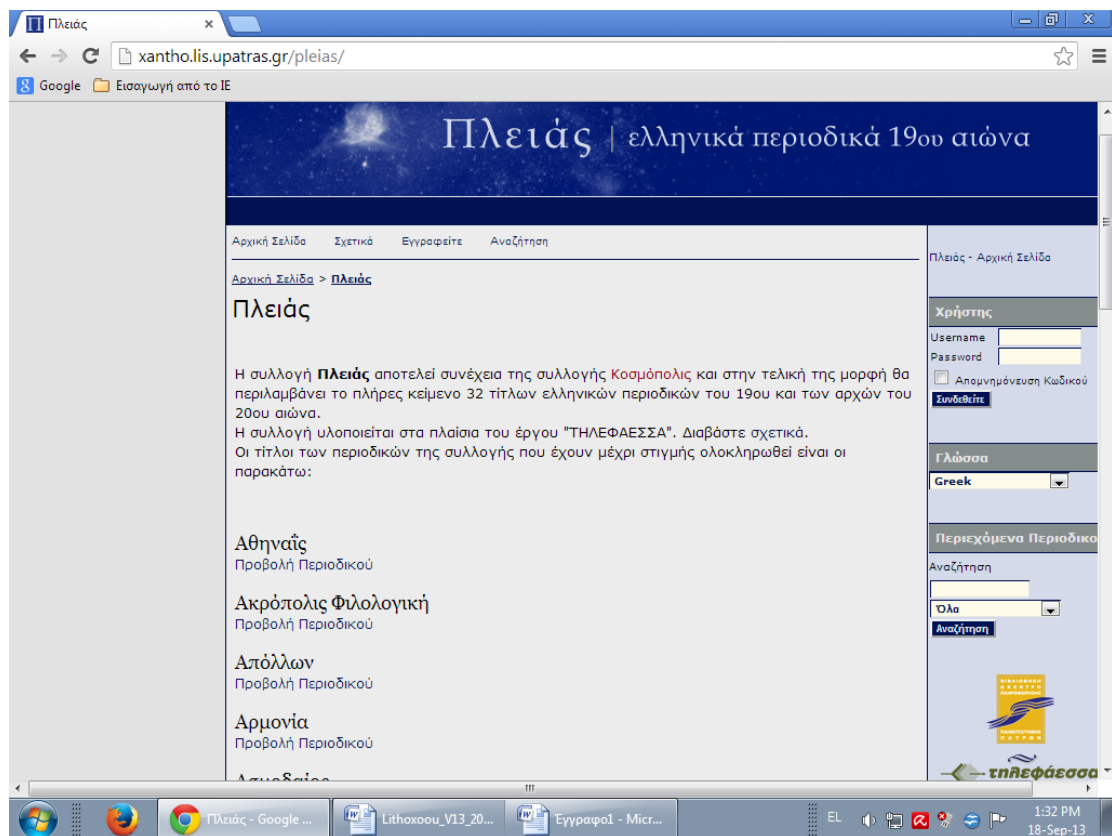 Πλειάς
xantho.lis.upatras.gr/pleias/
Google Εισαγωγή από το IE
Πλειάς | ελληνικά περιοδικά 19ου αιώνα
Αρχική Σελίδα Σχετικά Εγγραφείτε Αναζήτηση
Αρχική Σελίδα > Πλειάς
Πλειάς
Η συλλογή Πλειάς αποτελεί συνέχεια της συλλογής Κοσμόπολις και στην τελική της μορφή θα
περιλαμβάνει το πλήρες κείμενο 32 τίτλων ελληνικών περιοδικών του 19ου και των αρχών του
20ου αιώνα.
Η συλλογή υλοποιείται στα πλαίσια του έργου "ΤΗΛΕΦΑΕΣΣΑ". Διαβάστε σχετικά.
Οι τίτλοι των περιοδικών της συλλογής που έχουν μέχρι στιγμής ολοκληρωθεί είναι οι
παρακάτω:
Αθηναΐς
Προβολή Περιοδικού
Ακρόπολις Φιλολογική
Προβολή Περιοδικού
Απόλλων
Προβολή Περιοδικού
Αρμονία
Προβολή Περιοδικού
Πλειάς - Αρχική Σελίδα
Χρήστης
Username
Password
Απομνημόνευση Κωδικού
Συνδεθείτε
Γλώσσα
Greek
Περιεχόμενα Περιοδικο
Αναζήτηση
Όλα
Αναζήτηση
τηλεφάεσσα
Πλειάς - Google ...
Lithoxoou_V13_20...
Έγγραφο1 - Micr...
EL
1:32 PM
18-Sep-13